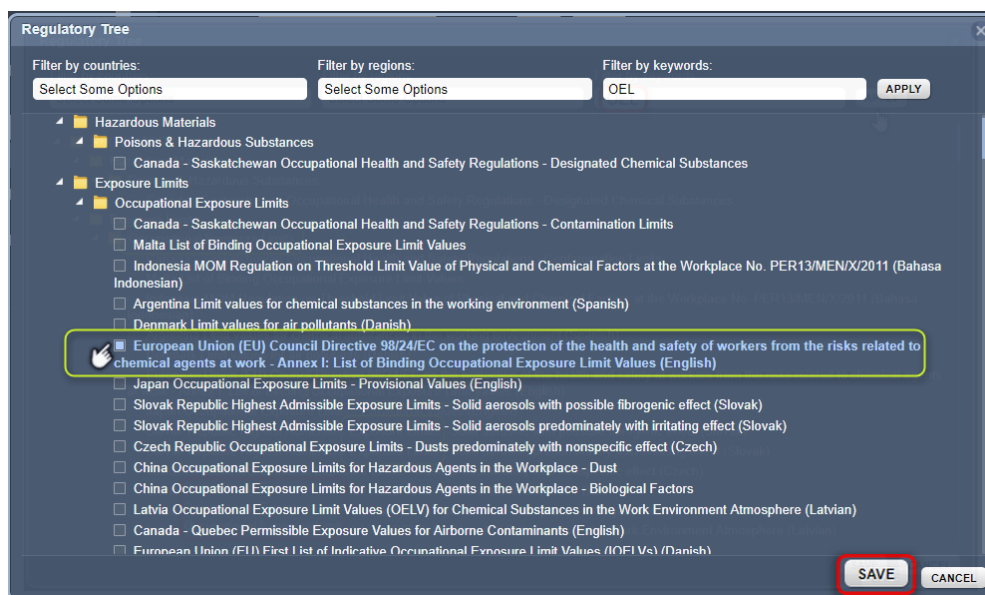 Regulatory Tree
Filter by countries: Filter by regions: Filter by keywords:
Select Some Options Select Some Options OEL APPLY
Hazardous Materials
Poisons & Hazardous Substances
Canada - Saskatchewan Occupational Health and Safety Regulations - Designated Chemical Substances
Exposure Limits
Occupational Exposure Limits
Canada - Saskatchewan Occupational Health and Safety Regulations - Contamination Limits
Malta List of Binding Occupational Exposure Limit Values
Indonesia MOM Regulation on Threshold Limit Value of Physical and Chemical Factors at the Workplace No. PER13/MEN/X/2011 (Bahasa
Indonesian)
Argentina Limit values for chemical substances in the working environment (Spanish)
Denmark Limit values for air pollutants (Danish)
European Union (EU) Council Directive 98/24/EC on the protection of the health and safety of workers from the risks related to
chemical agents at work - Annex I: List of Binding Occupational Exposure Limit Values (English)
Japan Occupational Exposure Limits - Provisional Values (English)
Slovak Republic Highest Admissible Exposure Limits - Solid aerosols with possible fibrogenic effect (Slovak)
Slovak Republic Highest Admissible Exposure Limits - Solid aerosols predominately with irritating effect (Slovak)
Czech Republic Occupational Exposure Limits - Dusts predominately with nonspecific effect (Czech)
China Occupational Exposure Limits for Hazardous Agents in the Workplace - Dust
China Occupational Exposure Limits for Hazardous Agents in the Workplace - Biological Factors
Latvia Occupational Exposure Limit Values (OELV) for Chemical Substances in the Work Environment Atmosphere (Latvian)
Canada - Quebec Permissible Exposure Values for Airborne Contaminants (English)
European Union (EU) First List of Indicative Occupational Exposure Limit Values (IOELVs) (Danish)
SAVE CANCEL